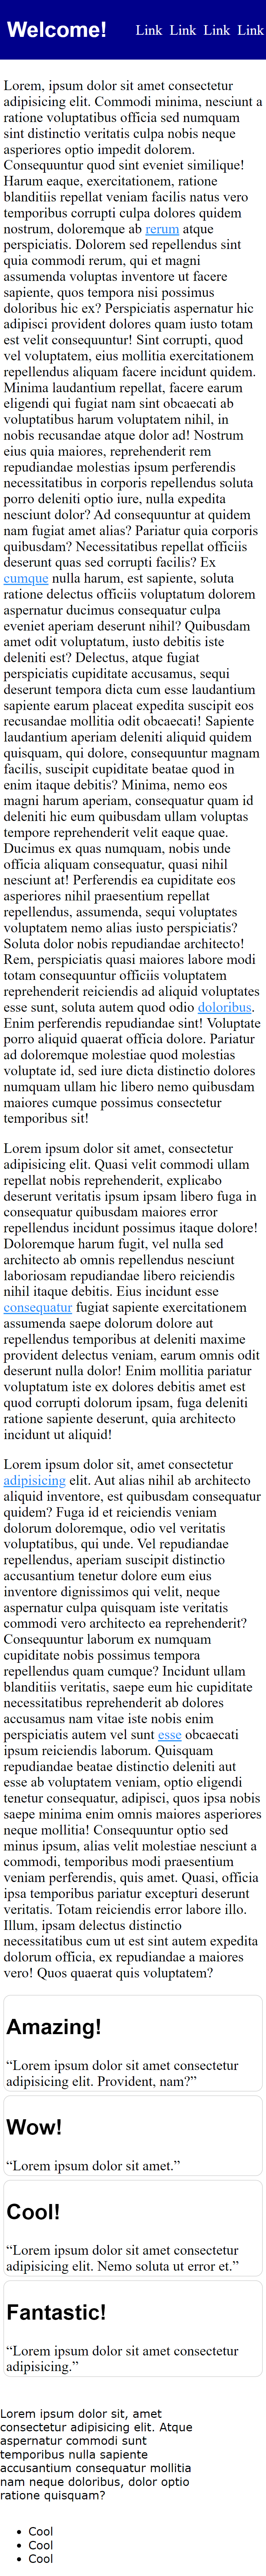 Welcome!
Link Link Link Link
Lorem, ipsum dolor sit amet consectetur
adipisicing elit. Commodi minima, nesciunt a
ratione voluptatibus officia sed numquam
sint distinctio veritatis culpa nobis neque
asperiores optio impedit dolorem.
Consequuntur quod sint eveniet similique!
Harum eaque, exercitationem, ratione
blanditiis repellat veniam facilis natus vero
temporibus corrupti culpa dolores quidem
nostrum, doloremque ab rerum atque
perspiciatis. Dolorem sed repellendus sint
quia commodi rerum, qui et magni
assumenda voluptas inventore ut facere
sapiente, quos tempora nisi possimus
doloribus hic ex? Perspiciatis aspernatur hic
adipisci provident dolores quam iusto totam
est velit consequuntur! Sint corrupti, quod
vel voluptatem, eius mollitia exercitationem
repellendus aliquam facere incidunt quidem.
Minima laudantium repellat, facere earum
eligendi qui fugiat nam sint obcaecati ab
voluptatibus harum voluptatem nihil, in
nobis recusandae atque dolor ad! Nostrum
eius quia maiores, reprehenderit rem
repudiandae molestias ipsum perferendis
necessitatibus in corporis repellendus soluta
porro deleniti optio iure, nulla expedita
nesciunt dolor? Ad consequuntur at quidem
nam fugiat amet alias? Pariatur quia corporis
quibusdam? Necessitatibus repellat officiis
deserunt quas sed corrupti facilis? Ex
cumque nulla harum, est sapiente, soluta
ratione delectus officiis voluptatum dolorem
aspernatur ducimus consequatur culpa
eveniet aperiam deserunt nihil? Quibusdam
amet odit voluptatum, iusto debitis iste
deleniti est? Delectus, atque fugiat
perspiciatis cupiditate accusamus, sequi
deserunt tempora dicta cum esse laudantium
sapiente earum placeat expedita suscipit eos
recusandae mollitia odit obcaecati! Sapiente
laudantium aperiam deleniti aliquid quidem
quisquam, qui dolore, consequuntur magnam
facilis, suscipit cupiditate beatae quod in
enim itaque debitis? Minima, nemo eos
magni harum aperiam, consequatur quam id
deleniti hic eum quibusdam ullam voluptas
tempore reprehenderit velit eaque quae.
Ducimus ex quas numquam, nobis unde
officia aliquam consequatur, quasi nihil
nesciunt at! Perferendis ea cupiditate eos
asperiores nihil praesentium repellat
repellendus, assumenda, sequi voluptates
voluptatem nemo alias iusto perspiciatis?
Soluta dolor nobis repudiandae architecto!
Rem, perspiciatis quasi maiores labore modi
totam consequuntur officiis voluptatem
reprehenderit reiciendis ad aliquid voluptates
esse sunt, soluta autem quod odio doloribus.
Enim perferendis repudiandae sint! Voluptate
porro aliquid quaerat officia dolore. Pariatur
ad doloremque molestiae quod molestias
voluptate id, sed iure dicta distinctio dolores
numquam ullam hic libero nemo quibusdam
maiores cumque possimus consectetur
temporibus sit!
Lorem ipsum dolor sit amet, consectetur
adipisicing elit. Quasi velit commodi ullam
repellat nobis reprehenderit, explicabo
deserunt veritatis ipsum ipsam libero fuga in
consequatur quibusdam maiores error
repellendus incidunt possimus itaque dolore!
Doloremque harum fugit, vel nulla sed
architecto ab omnis repellendus nesciunt
laboriosam repudiandae libero reiciendis
nihil itaque debitis. Eius incidunt esse
consequatur fugiat sapiente exercitationem
assumenda saepe dolorum dolore aut
repellendus temporibus at deleniti maxime
provident delectus veniam, earum omnis odit
deserunt nulla dolor! Enim mollitia pariatur
voluptatum iste ex dolores debitis amet est
quod corrupti dolorum ipsam, fuga deleniti
ratione sapiente deserunt, quia architecto
incidunt ut aliquid!
Lorem ipsum dolor sit, amet consectetur
adipisicing elit. Aut alias nihil ab architecto
aliquid inventore, est quibusdam consequatur
quidem? Fuga id et reiciendis veniam
dolorum doloremque, odio vel veritatis
voluptatibus, qui unde. Vel repudiandae
repellendus, aperiam suscipit distinctio
accusantium tenetur dolore eum eius
inventore dignissimos qui velit, neque
aspernatur culpa quisquam iste veritatis
commodi vero architecto ea reprehenderit?
Consequuntur laborum ex numquam
cupiditate nobis possimus tempora
repellendus quam cumque? Incidunt ullam
blanditiis veritatis, saepe eum hic cupiditate
necessitatibus reprehenderit ab dolores
accusamus nam vitae iste nobis enim
perspiciatis autem vel sunt esse obcaecati
ipsum reiciendis laborum. Quisquam
repudiandae beatae distinctio deleniti aut
esse ab voluptatem veniam, optio eligendi
tenetur consequatur, adipisci, quos ipsa nobis
saepe minima enim omnis maiores asperiores
neque mollitia! Consequuntur optio sed
minus ipsum, alias velit molestiae nesciunt a
commodi, temporibus modi praesentium
veniam perferendis, quis amet. Quasi, officia
ipsa temporibus pariatur excepturi deserunt
veritatis. Totam reiciendis error labore illo.
Illum, ipsam delectus distinctio
necessitatibus cum ut est sint autem expedita
dolorum officia, ex repudiandae a maiores
vero! Quos quaerat quis voluptatem?
Amazing!
“Lorem ipsum dolor sit amet consectetur
adipisicing elit. Provident, nam?”
Wow!
“Lorem ipsum dolor sit amet.”
Cool!
“Lorem ipsum dolor sit amet consectetur
adipisicing elit. Nemo soluta ut error et.”
Fantastic!
“Lorem ipsum dolor sit amet consectetur
adipisicing.”
Lorem ipsum dolor sit, amet
consectetur adipisicing elit. Atque
aspernatur commodi sunt
temporibus nulla sapiente
accusantium consequatur mollitia
nam neque doloribus, dolor optio
ratione quisquam?
• Cool
• Cool
• Cool